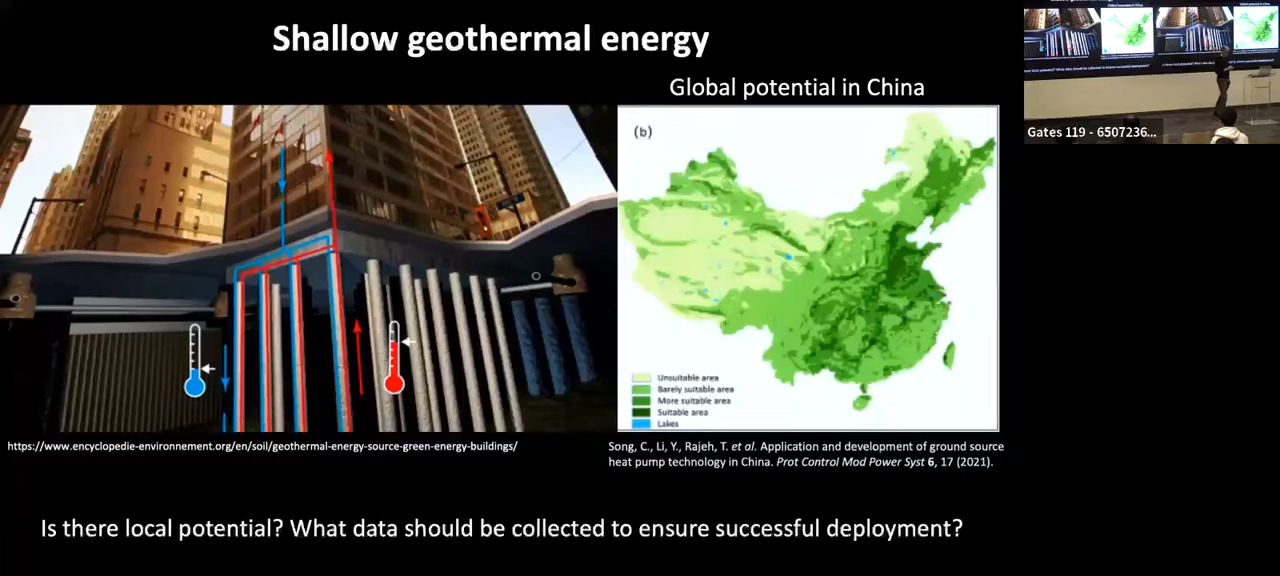 Shallow geothermal energy
Global potential in China
(b)
Unsuitable area
Barely suitable area
More suitable area
Suitable area
Lakes
https://www.encyclopedie-environnement.org/en/soil/geothermal-energy-source-green-energy-buildings/
Song, C., Li, Y., Rajeh, T. et al. Application and development of ground source
heat pump technology in China. Prot Control Mod Power Syst 6, 17 (2021).
Is there local potential? What data should be collected to ensure successful deployment?
Gates 119 - 6507236...